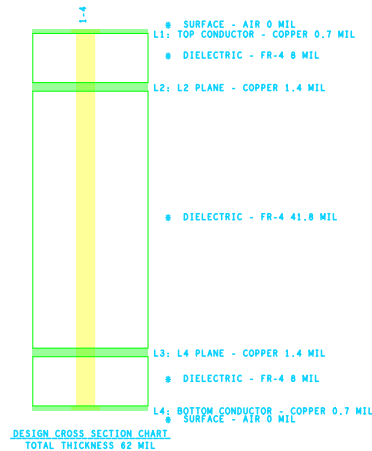 1-4
# SURFACE - AIR 0 MIL
L1: TOP CONDUCTOR - COPPER 0.7 MIL
# DIELECTRIC - FR-4 8 MIL
L2: L2 PLANE - COPPER 1.4 MIL
# DIELECTRIC - FR-4 41.8 MIL
L3: L4 PLANE - COPPER 1.4 MIL
# DIELECTRIC - FR-4 8 MIL
L4: BOTTOM CONDUCTOR - COPPER 0.7 MIL
# SURFACE - AIR 0 MIL
DESIGN CROSS SECTION CHART
TOTAL THICKNESS 62 MIL